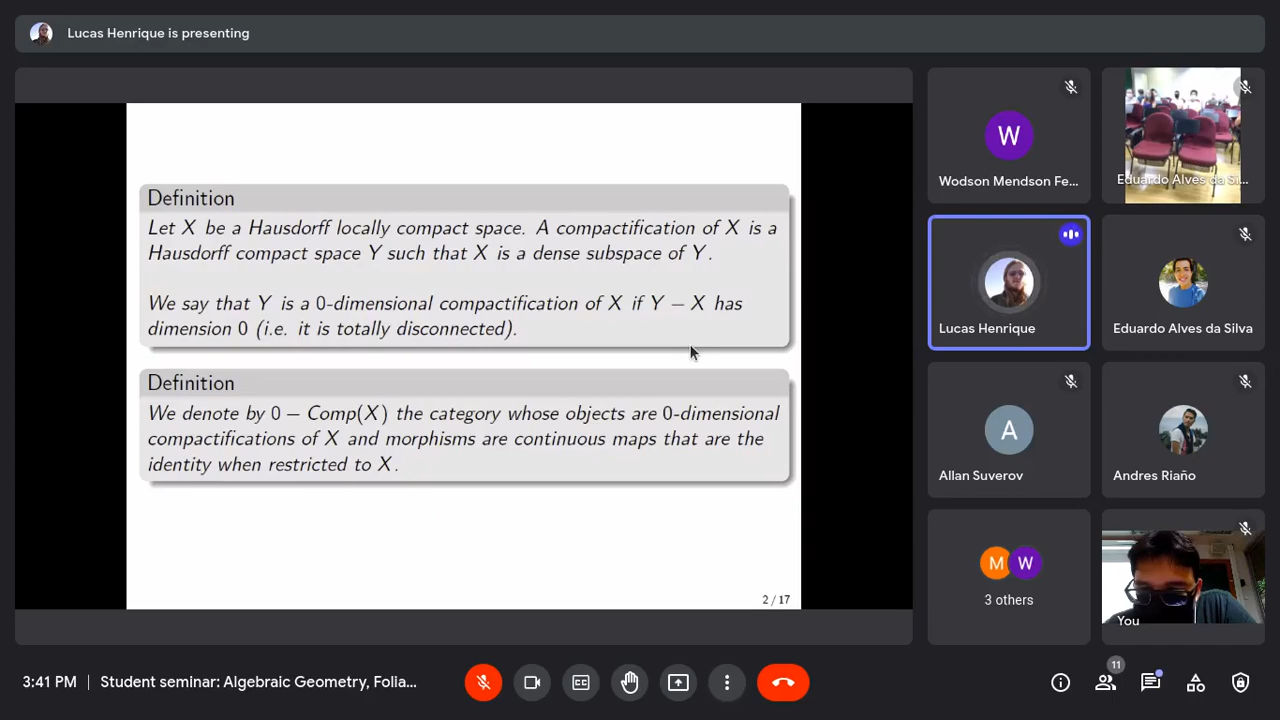 Lucas Henrique is presenting
Definition
Let X be a Hausdorff locally compact space. A compactification of X is a
Hausdorff compact space Y such that X is a dense subspace of Y.
We say that Y is a 0-dimensional compactification of X if Y − X has
dimension 0 (i.e. it is totally disconnected).
Definition
We denote by 0 − Comp(X) the category whose objects are 0-dimensional
compactifications of X and morphisms are continuous maps that are the
identity when restricted to X.
2 / 17
W
Wodson Mendson Fe...
Eduardo Alves da Sil...
Lucas Henrique
Eduardo Alves da Silva
A
Allan Suverov
Andres Riaño
M
W
3 others
You
3:41 PM
Student seminar: Algebraic Geometry, Folia...
CC
11